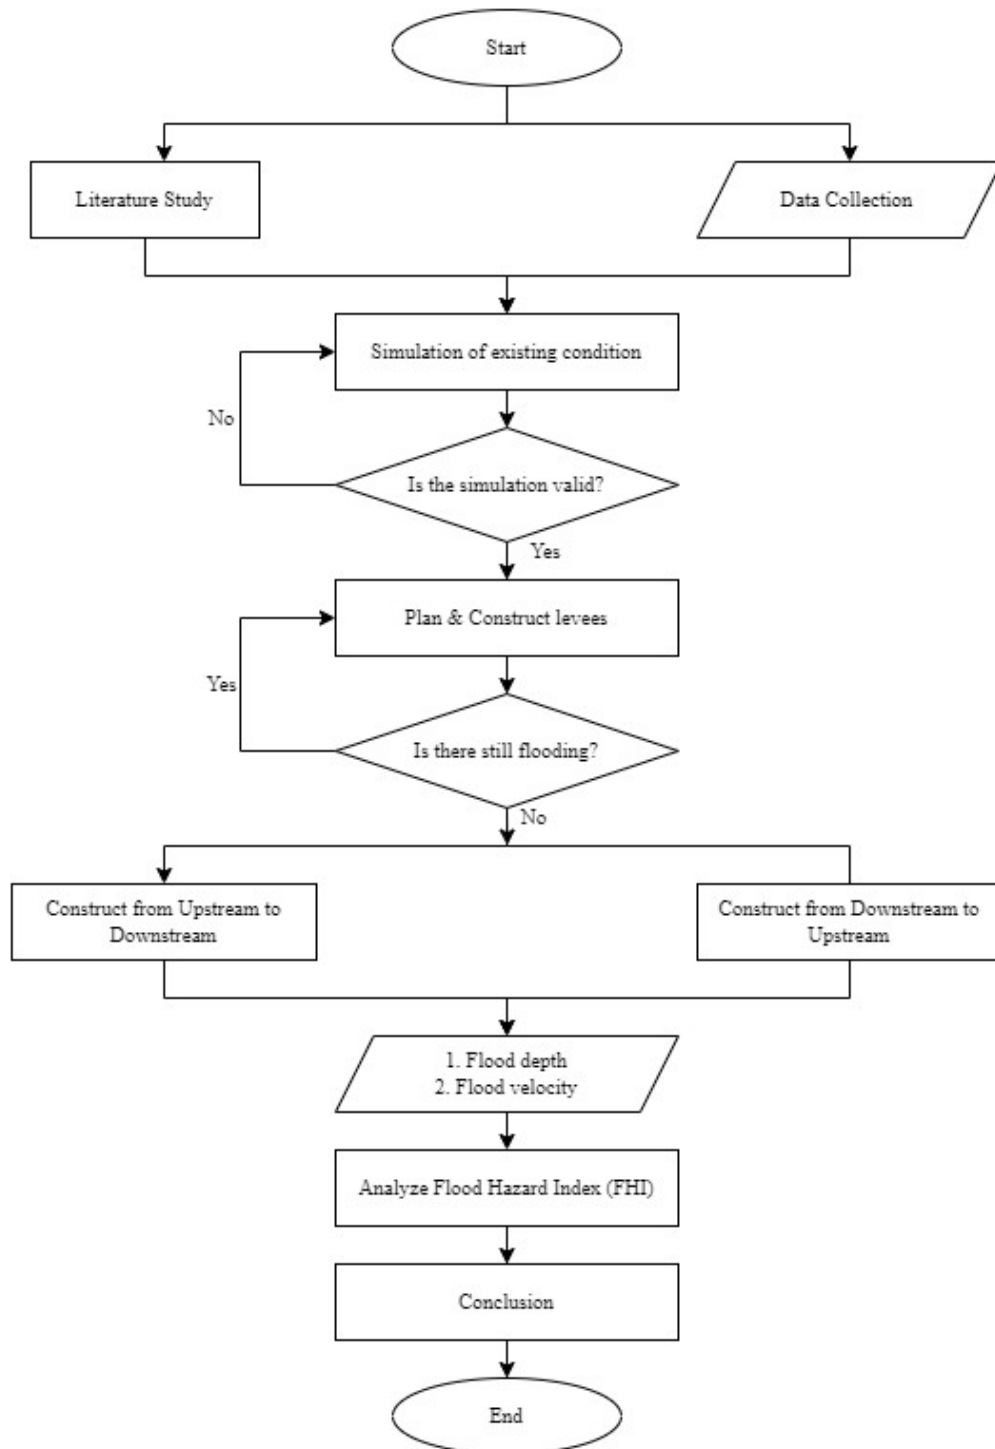 Start
Literature Study
Data Collection
Simulation of existing condition
No
Is the simulation valid?
Yes
Plan & Construct levees
Yes
Is there still flooding?
No
Construct from Upstream to
Downstream
Construct from Downstream to
Upstream
1. Flood depth
2. Flood velocity
Analyze Flood Hazard Index (FHI)
Conclusion
End